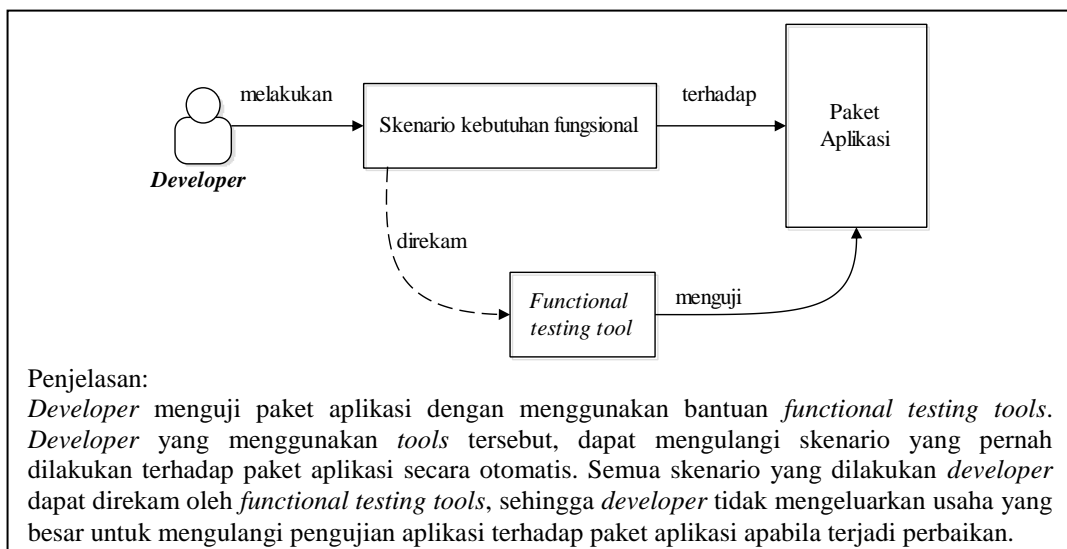 melakukan
Skenario kebutuhan fungsional
terhadap
Paket
Aplikasi
Developer
direkam
Functional
testing tool
menguji
Penjelasan:
Developer menguji paket aplikasi dengan menggunakan bantuan functional testing tools.
Developer yang menggunakan tools tersebut, dapat mengulangi skenario yang pernah
dilakukan terhadap paket aplikasi secara otomatis. Semua skenario yang dilakukan developer
dapat direkam oleh functional testing tools, sehingga developer tidak mengeluarkan usaha yang
besar untuk mengulangi pengujian aplikasi terhadap paket aplikasi apabila terjadi perbaikan.